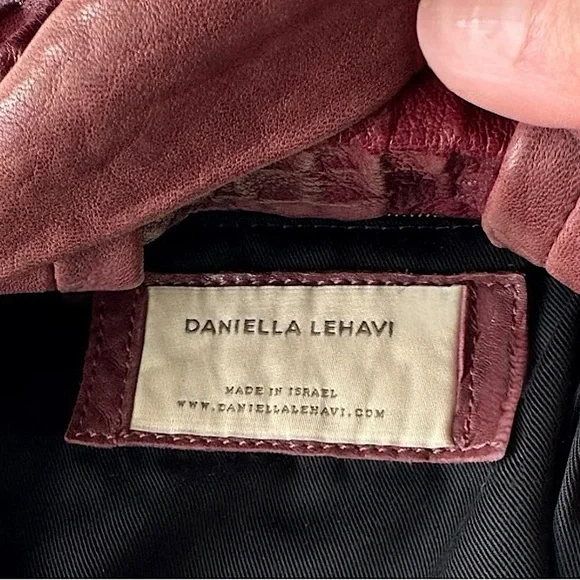 DANIELLA LEHAVI
MADE IN ISRAEL
WWW.DANIELLALEHAVI.COM